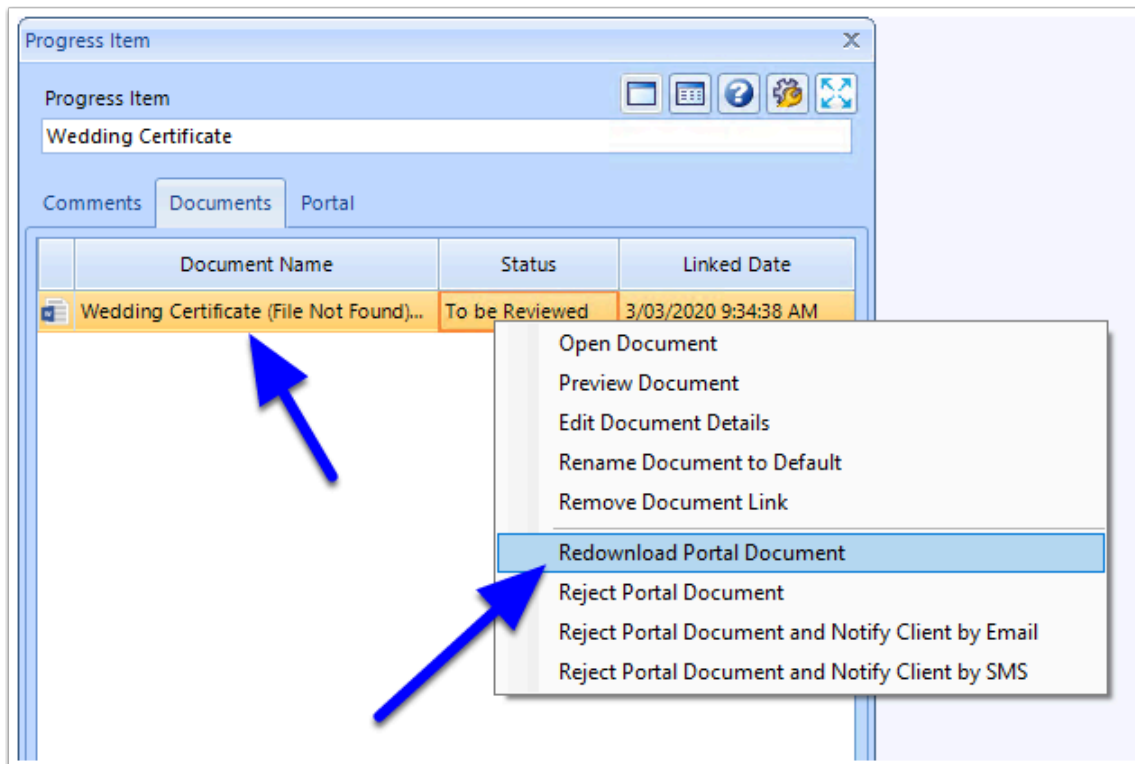 Progress Item
Progress Item
Wedding Certificate
Comments Documents Portal
Document Name Status Linked Date
Wedding Certificate (File Not Found)... To be Reviewed 3/03/2020 9:34:38 AM
Open Document
Preview Document
Edit Document Details
Rename Document to Default
Remove Document Link
Redownload Portal Document
Reject Portal Document
Reject Portal Document and Notify Client by Email
Reject Portal Document and Notify Client by SMS